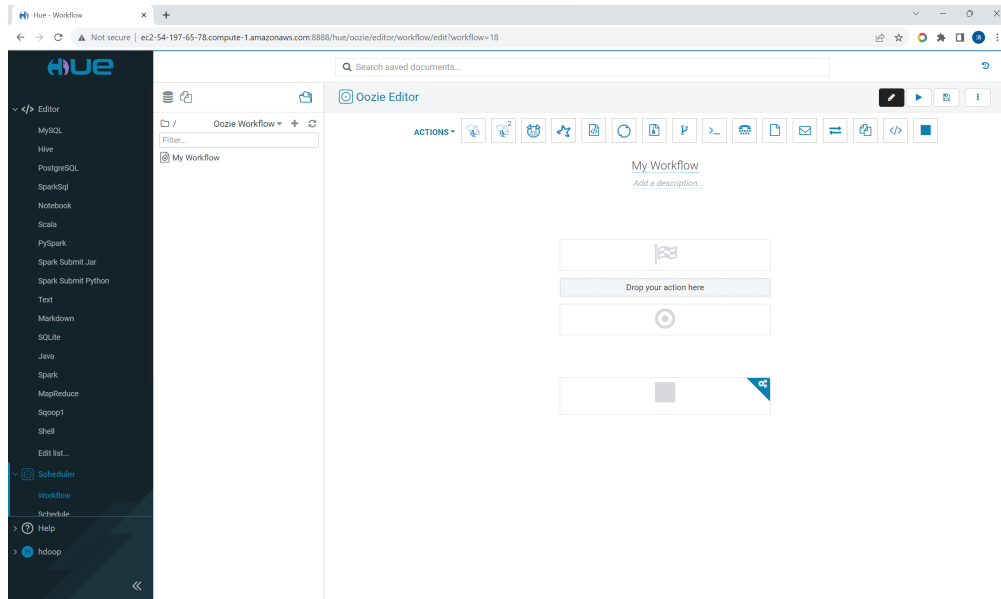 Hue - Workflow
Not secure | ec2-54-197-65-78.compute-1.amazonaws.com:8888/hue/oozie/editor/workflow/edit?workflow=18
HUE
Search saved documents...
Editor
MySQL
Hive
PostgreSQL
SparkSql
Notebook
Scala
PySpark
Spark Submit Jar
Spark Submit Python
Text
Markdown
SQLite
Java
Spark
MapReduce
Sqoop1
Shell
Edit list...
Scheduler
Workflow
Schedule
Help
H hdoop
/ Oozie Workflow
Filter...
My Workflow
Oozie Editor
ACTIONS
2
My Workflow
Add a description...
Drop your action here